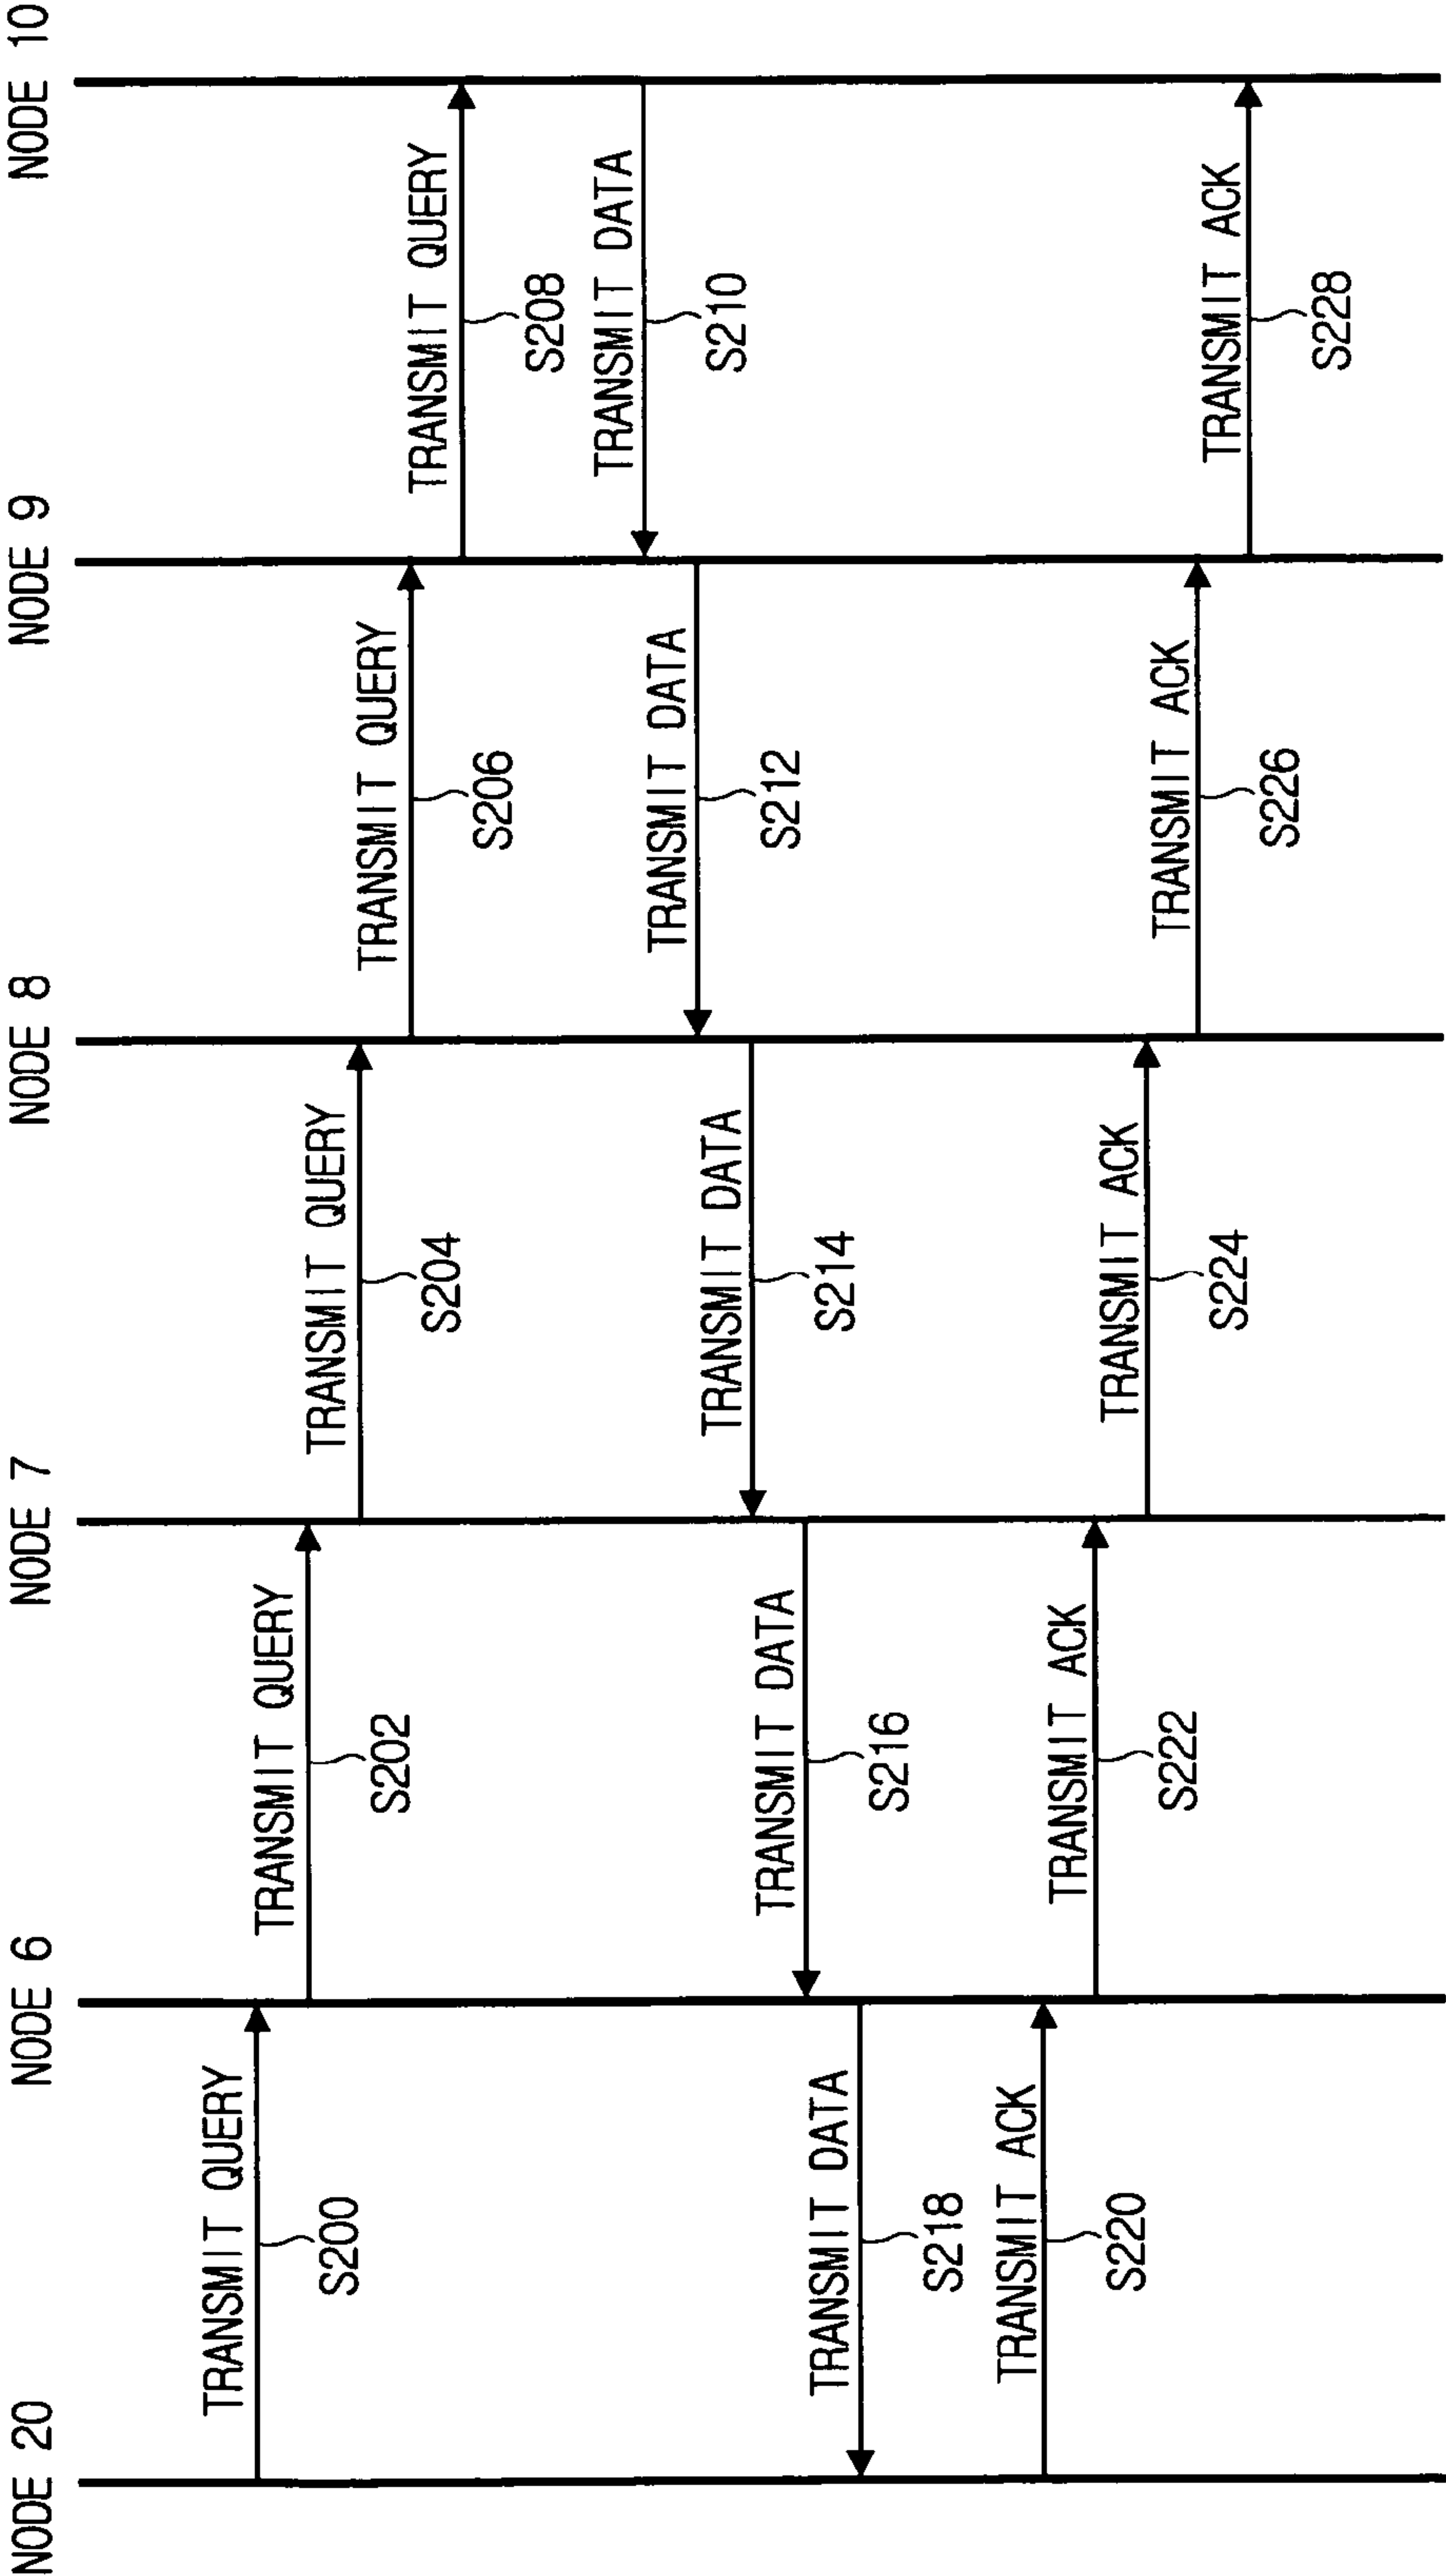 NODE 20
NODE 6
NODE 7
NODE 8
NODE 9
NODE 10
TRANSMIT QUERY
S200
TRANSMIT QUERY
S202
TRANSMIT QUERY
S204
TRANSMIT QUERY
S206
TRANSMIT QUERY
S208
TRANSMIT DATA
S210
TRANSMIT DATA
S212
TRANSMIT DATA
S214
TRANSMIT DATA
S216
TRANSMIT DATA
S218
TRANSMIT ACK
S220
TRANSMIT ACK
S222
TRANSMIT ACK
S224
TRANSMIT ACK
S226
TRANSMIT ACK
S228